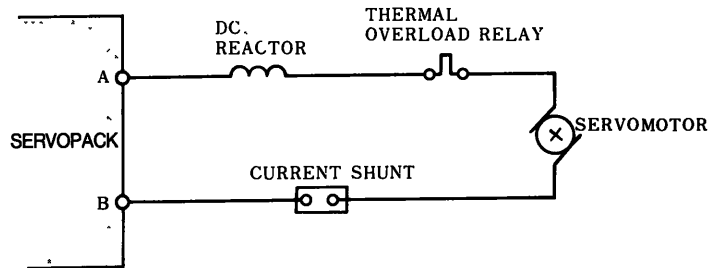 DC
REACTOR
THERMAL
OVERLOAD RELAY
A
SERVOPACK
SERVOMOTOR
CURRENT SHUNT
B